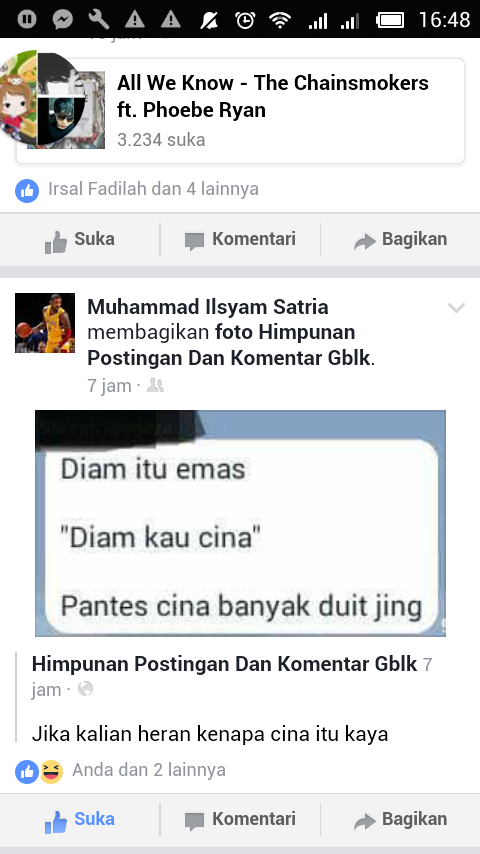 16:48
All We Know - The Chainsmokers
ft. Phoebe Ryan
3.234 suka
Irsal Fadilah dan 4 lainnya
Suka Komentari Bagikan
Muhammad Ilsyam Satria
membagikan foto Himpunan
Postingan Dan Komentar Gblk.
7 jam ·
Diam itu emas
"Diam kau cina"
Pantes cina banyak duit jing
Himpunan Postingan Dan Komentar Gblk 7
jam ·
Jika kalian heran kenapa cina itu kaya
Anda dan 2 lainnya
Suka Komentari Bagikan